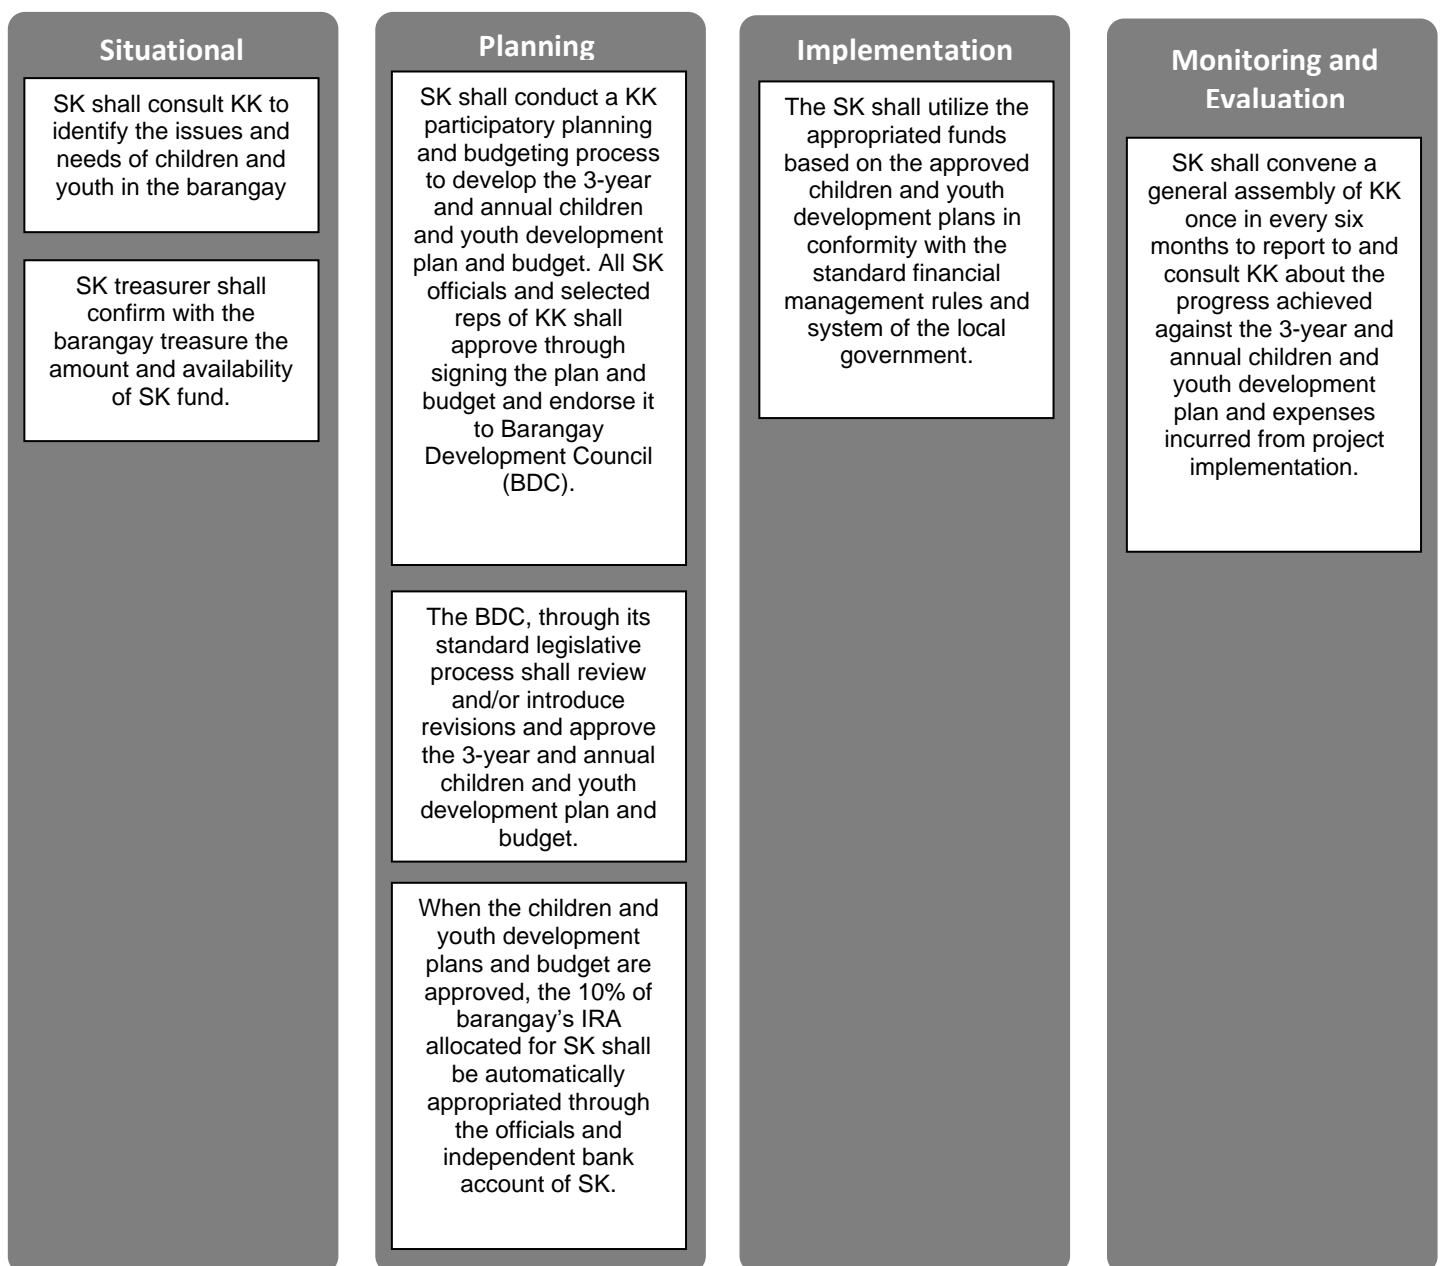 Situational
SK shall consult KK to
identify the issues and
needs of children and
youth in the barangay
SK treasurer shall
confirm with the
barangay treasure the
amount and availability
of SK fund.
Planning
SK shall conduct a KK
participatory planning
and budgeting process
to develop the 3-year
and annual children
and youth development
plan and budget. All SK
officials and selected
reps of KK shall
approve through
signing the plan and
budget and endorse it
to Barangay
Development Council
(BDC).
The BDC, through its
standard legislative
process shall review
and/or introduce
revisions and approve
the 3-year and annual
children and youth
development plan and
budget.
When the children and
youth development
plans and budget are
approved, the 10% of
barangay’s IRA
allocated for SK shall
be automatically
appropriated through
the officials and
independent bank
account of SK.
Implementation
The SK shall utilize the
appropriated funds
based on the approved
children and youth
development plans in
conformity with the
standard financial
management rules and
system of the local
government.
Monitoring and
Evaluation
SK shall convene a
general assembly of KK
once in every six
months to report to and
consult KK about the
progress achieved
against the 3-year and
annual children and
youth development
plan and expenses
incurred from project
implementation.